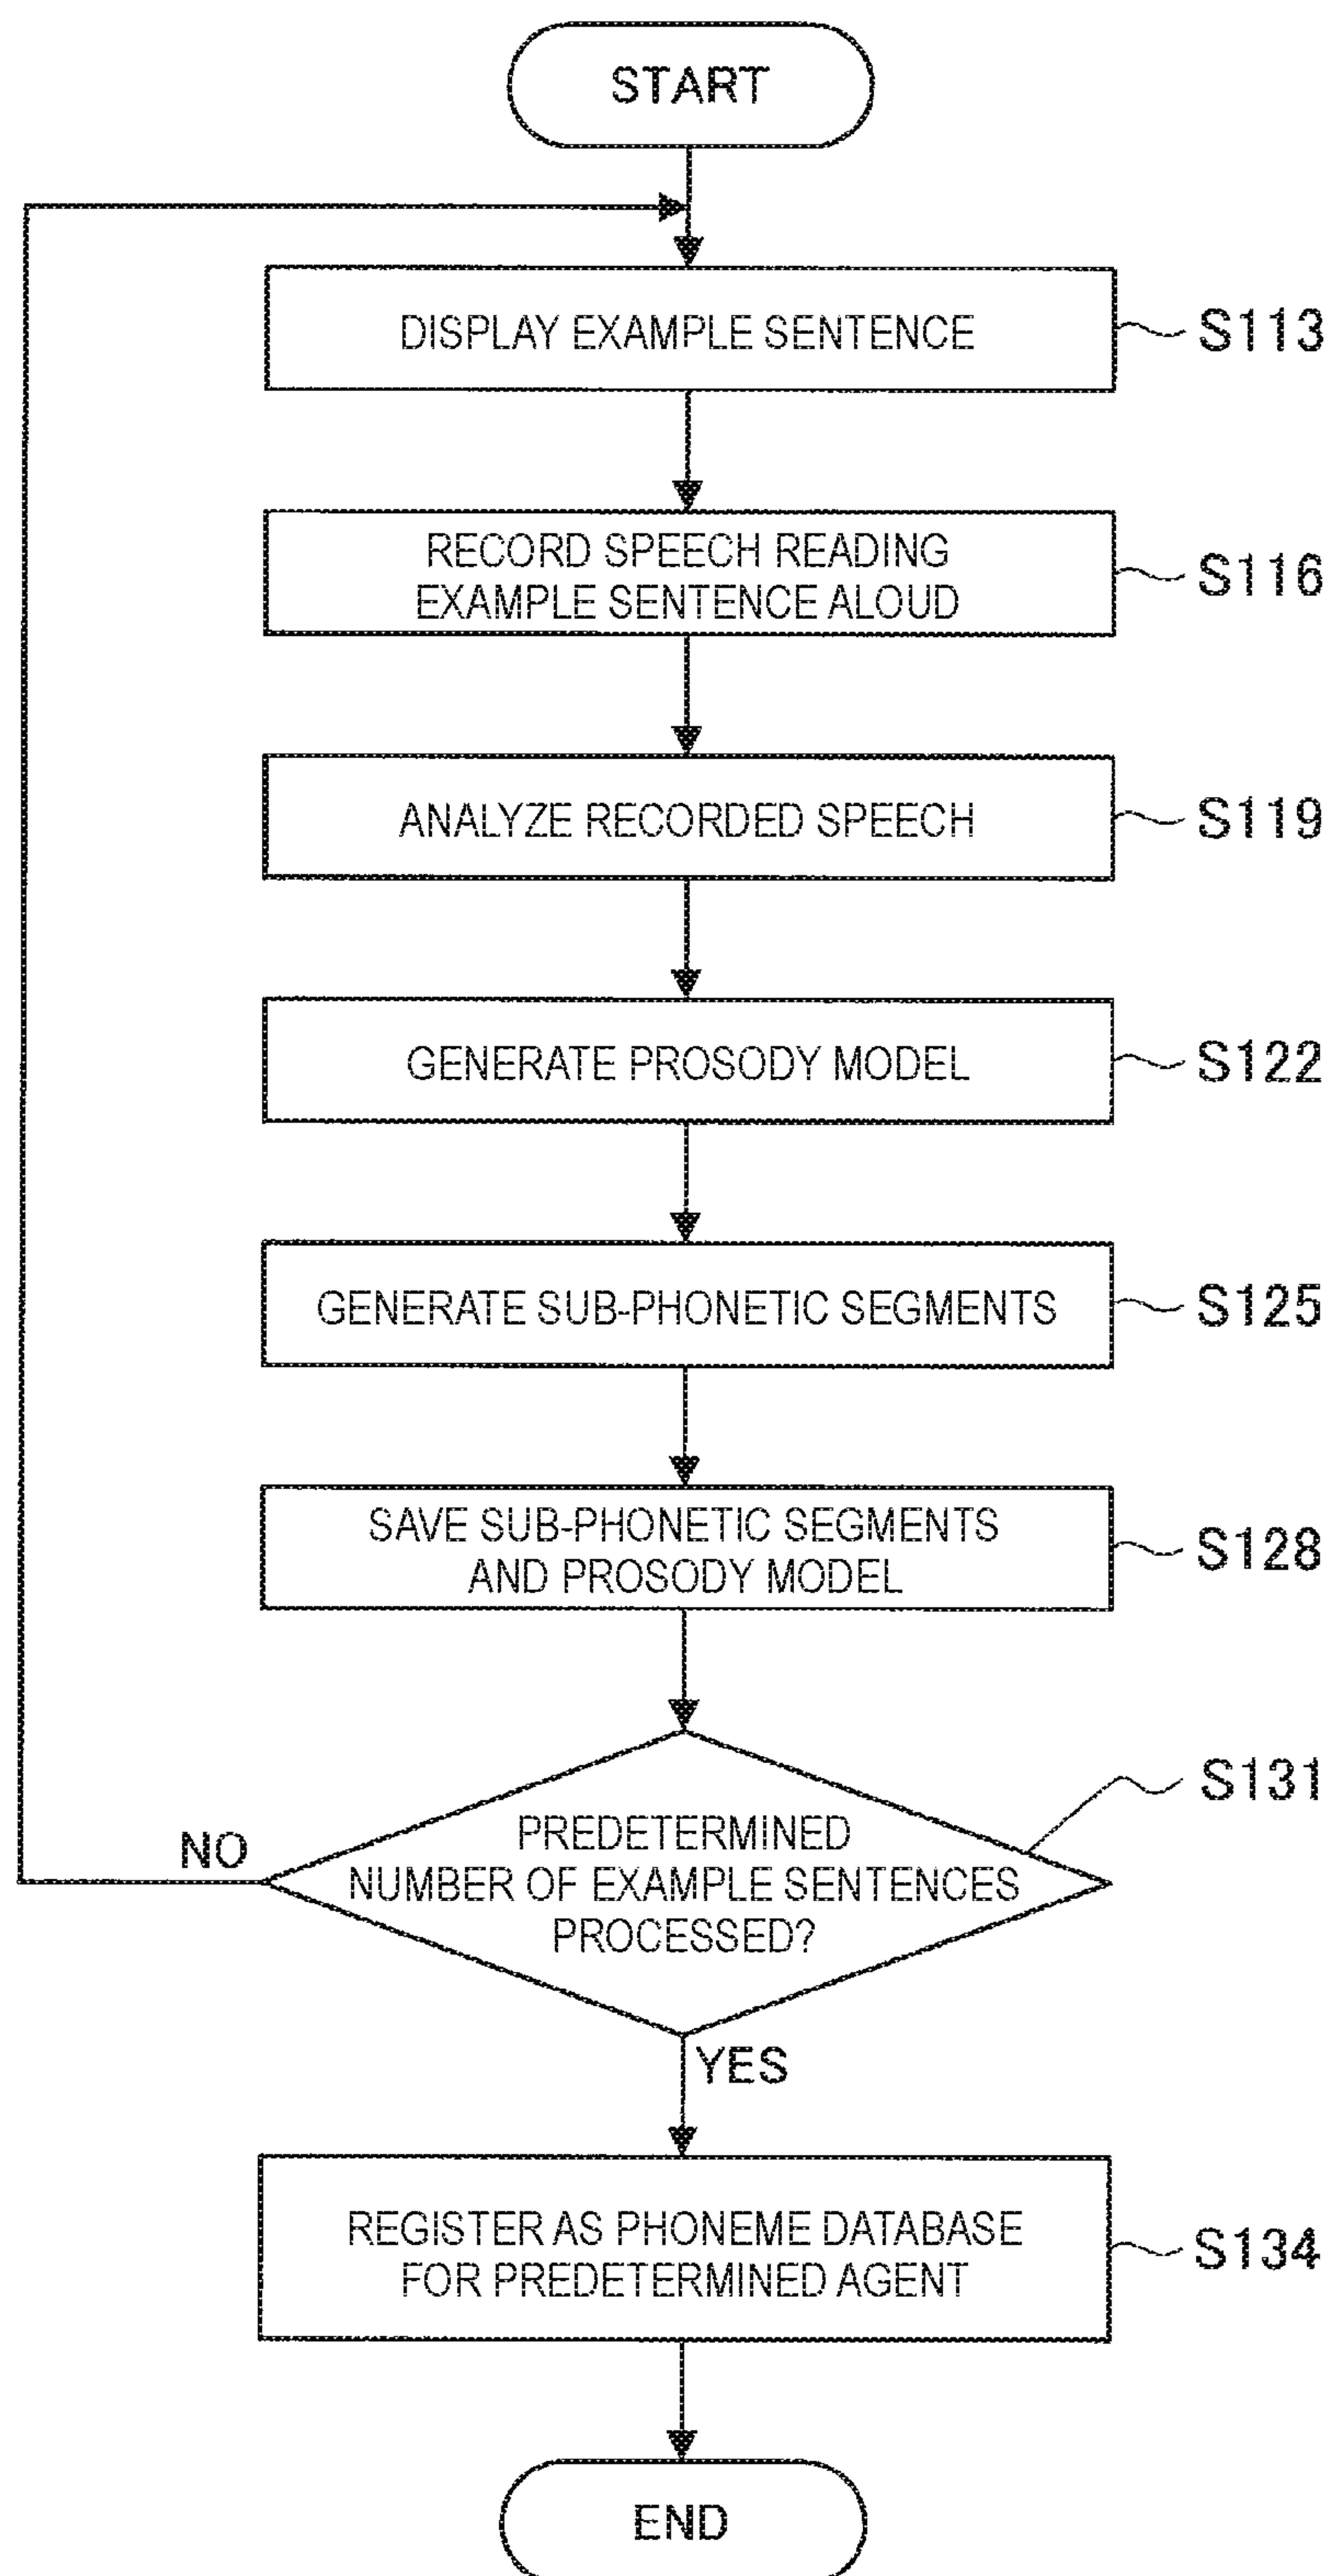 START
DISPLAY EXAMPLE SENTENCE
S113
RECORD SPEECH READING
EXAMPLE SENTENCE ALOUD
S116
ANALYZE RECORDED SPEECH
S119
GENERATE PROSODY MODEL
S122
GENERATE SUB-PHONETIC SEGMENTS
S125
SAVE SUB-PHONETIC SEGMENTS
AND PROSODY MODEL
S128
PREDETERMINED
NUMBER OF EXAMPLE SENTENCES
PROCESSED?
S131
NO
YES
REGISTER AS PHONEME DATABASE
FOR PREDETERMINED AGENT
S134
END